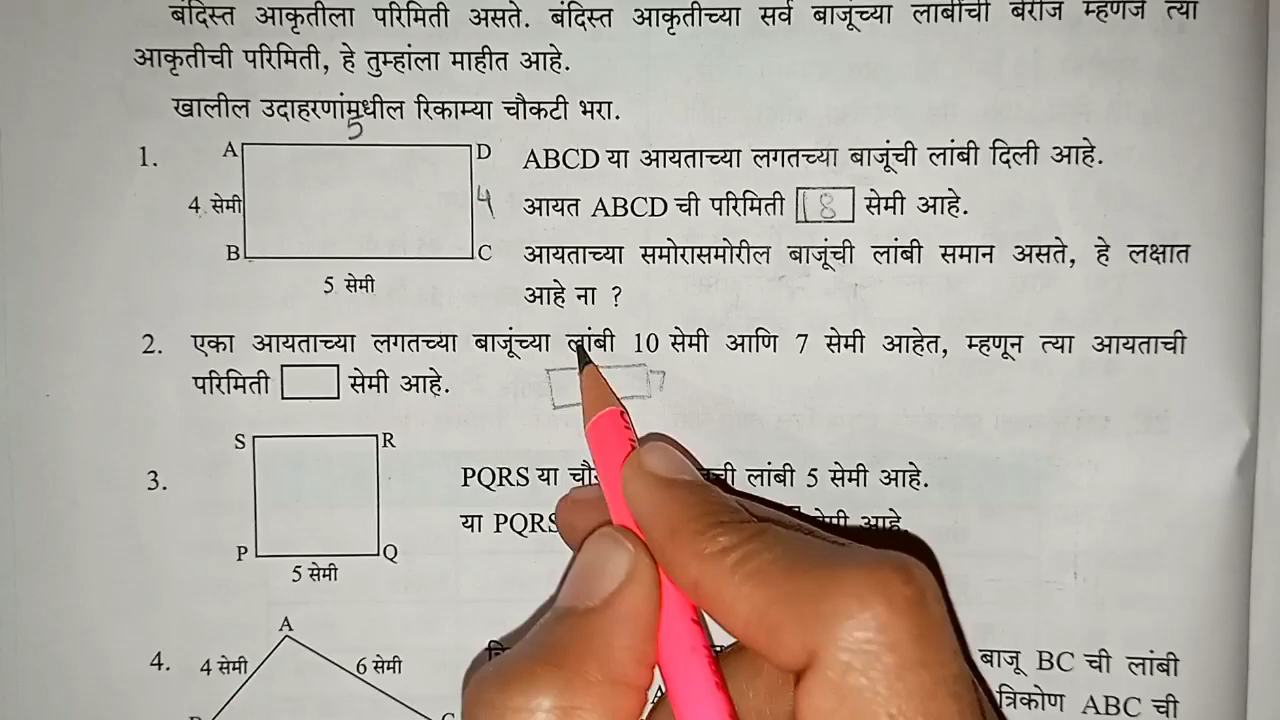 बंदिस्त आकृतीला परिमिती असते. बंदिस्त आकृतीच्या सर्व बाजूंच्या लांबींची बेरीज म्हणजे त्या
आकृतीची परिमिती, हे तुम्हांला माहीत आहे.
खालील उदाहरणांमधील रिकाम्या चौकटी भरा.
5
1.
A
D
4 सेमी
4
B
C
5 सेमी
ABCD या आयताच्या लगतच्या बाजूंची लांबी दिली आहे.
आयत ABCD ची परिमिती 18 सेमी आहे.
आयताच्या समोरासमोरील बाजूंची लांबी समान असते, हे लक्षात
आहे ना ?
2. एका आयताच्या लगतच्या बाजूंच्या लांबी 10 सेमी आणि 7 सेमी आहेत, म्हणून त्या आयताची
परिमिती सेमी आहे.
7
3.
S
R
P
Q
5 सेमी
PQRS या लांबी 5 सेमी आहे.
या PQRS सेमी आहे.
4.
A
4 सेमी
6 सेमी
बाजू BC ची लांबी
त्रिकोण ABC ची